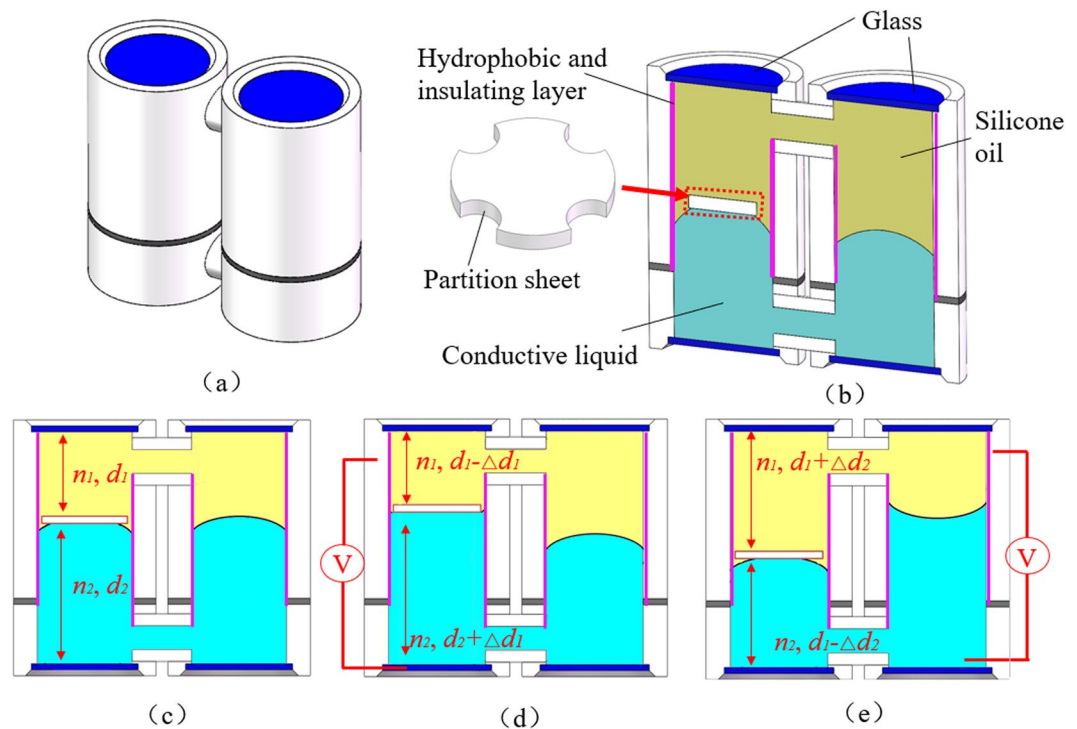 Glass
Hydrophobic and
insulating layer
Silicone
oil
Partition sheet
Conductive liquid
（a）
（b）
n1, d1
n2, d2
V
n1, d1-△d1
n2, d2+△d1
n1, d1+△d2
n2, d1-△d2
V
（c）
（d）
（e）